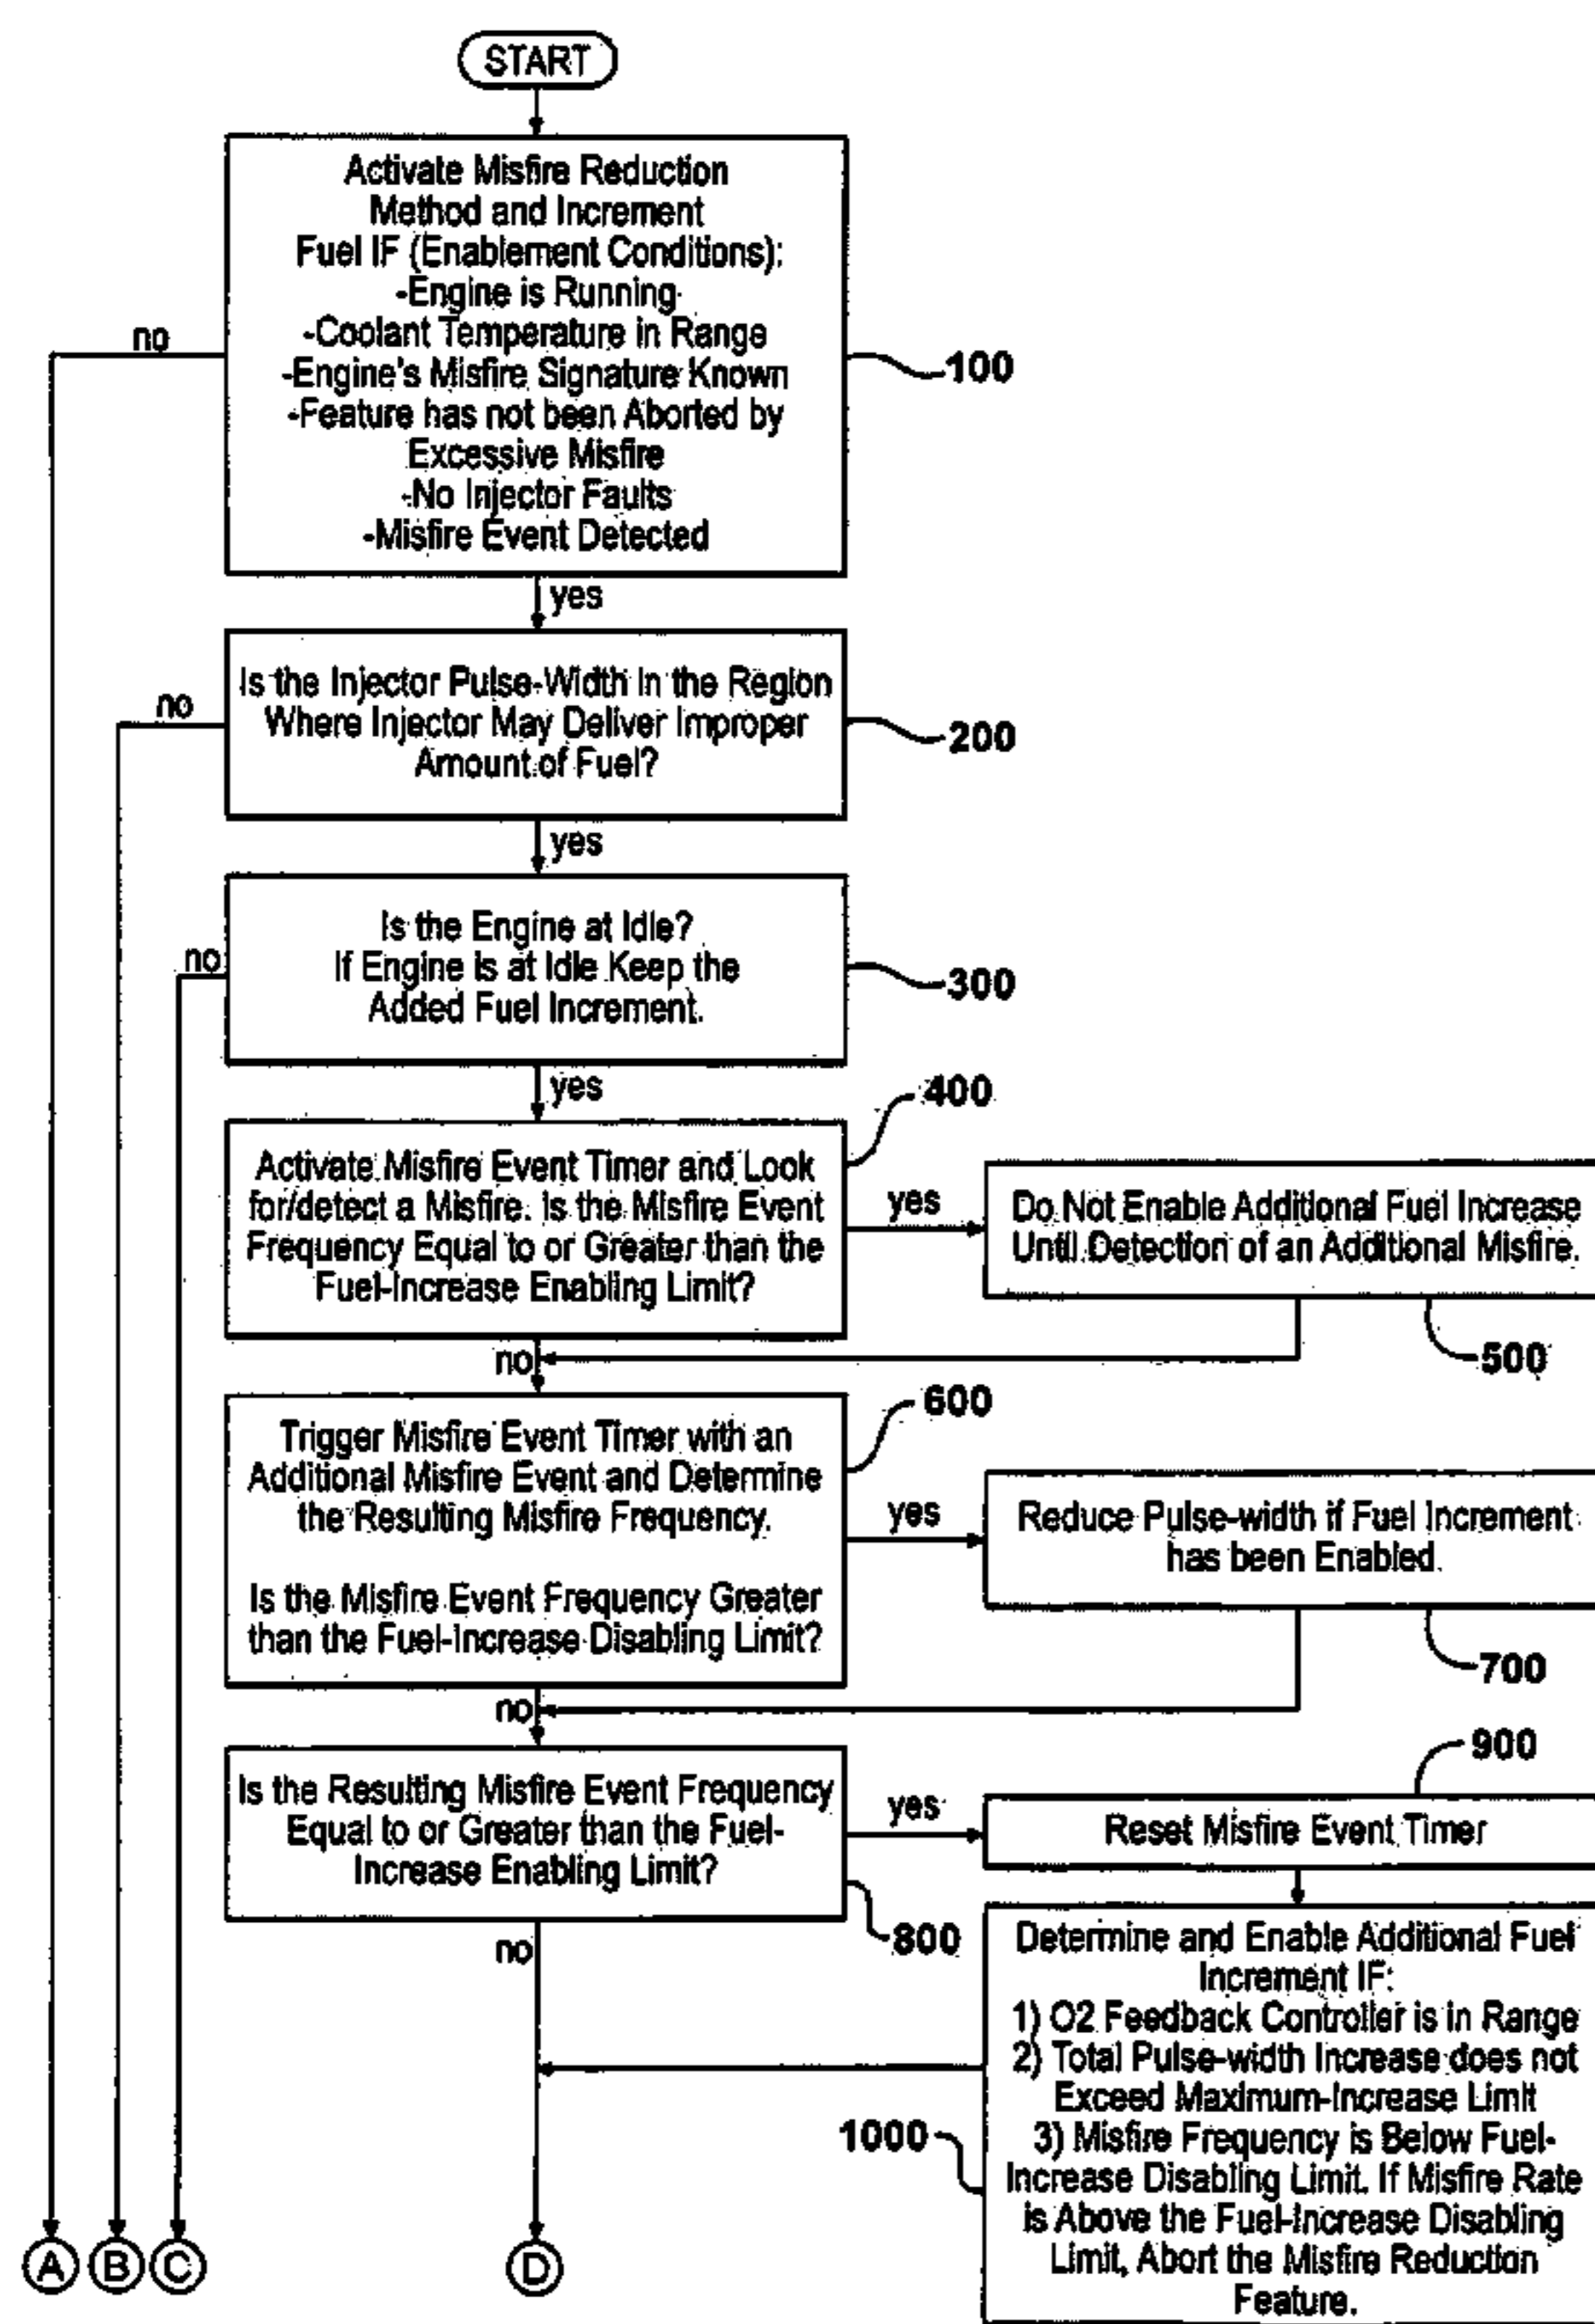 START
Activate Misfire Reduction
Method and Increment
Fuel IF (Enablement Conditions):
-Engine is Running
-Coolant Temperature in Range
-Engine's Misfire Signature Known
-Feature has not been Aborted by
Excessive Misfire
-No Injector Faults
-Misfire Event Detected
no
100
yes
Is the Injector Pulse-Width in the Region
Where Injector May Deliver Improper
Amount of Fuel?
no
200
yes
Is the Engine at Idle?
If Engine is at Idle Keep the
Added Fuel Increment.
no
300
yes
400
Activate Misfire Event Timer and Look
for/detect a Misfire. Is the Misfire Event
Frequency Equal to or Greater than the
Fuel-Increase Enabling Limit?
yes
Do Not Enable Additional Fuel Increase
Until Detection of an Additional Misfire.
500
no
600
Trigger Misfire Event Timer with an
Additional Misfire Event and Determine
the Resulting Misfire Frequency.
Is the Misfire Event Frequency Greater
than the Fuel-Increase Disabling Limit?
yes
Reduce Pulse-width if Fuel Increment
has been Enabled.
700
no
Is the Resulting Misfire Event Frequency
Equal to or Greater than the Fuel-
Increase Enabling Limit?
yes
900
Reset Misfire Event Timer
800
no
Determine and Enable Additional Fuel
Increment IF:
1) O2 Feedback Controller is in Range
2) Total Pulse-width Increase does not
Exceed Maximum-Increase Limit
3) Misfire Frequency is Below Fuel-
Increase Disabling Limit. If Misfire Rate
is Above the Fuel-Increase Disabling
Limit, Abort the Misfire Reduction
Feature.
1000
A
B
C
D